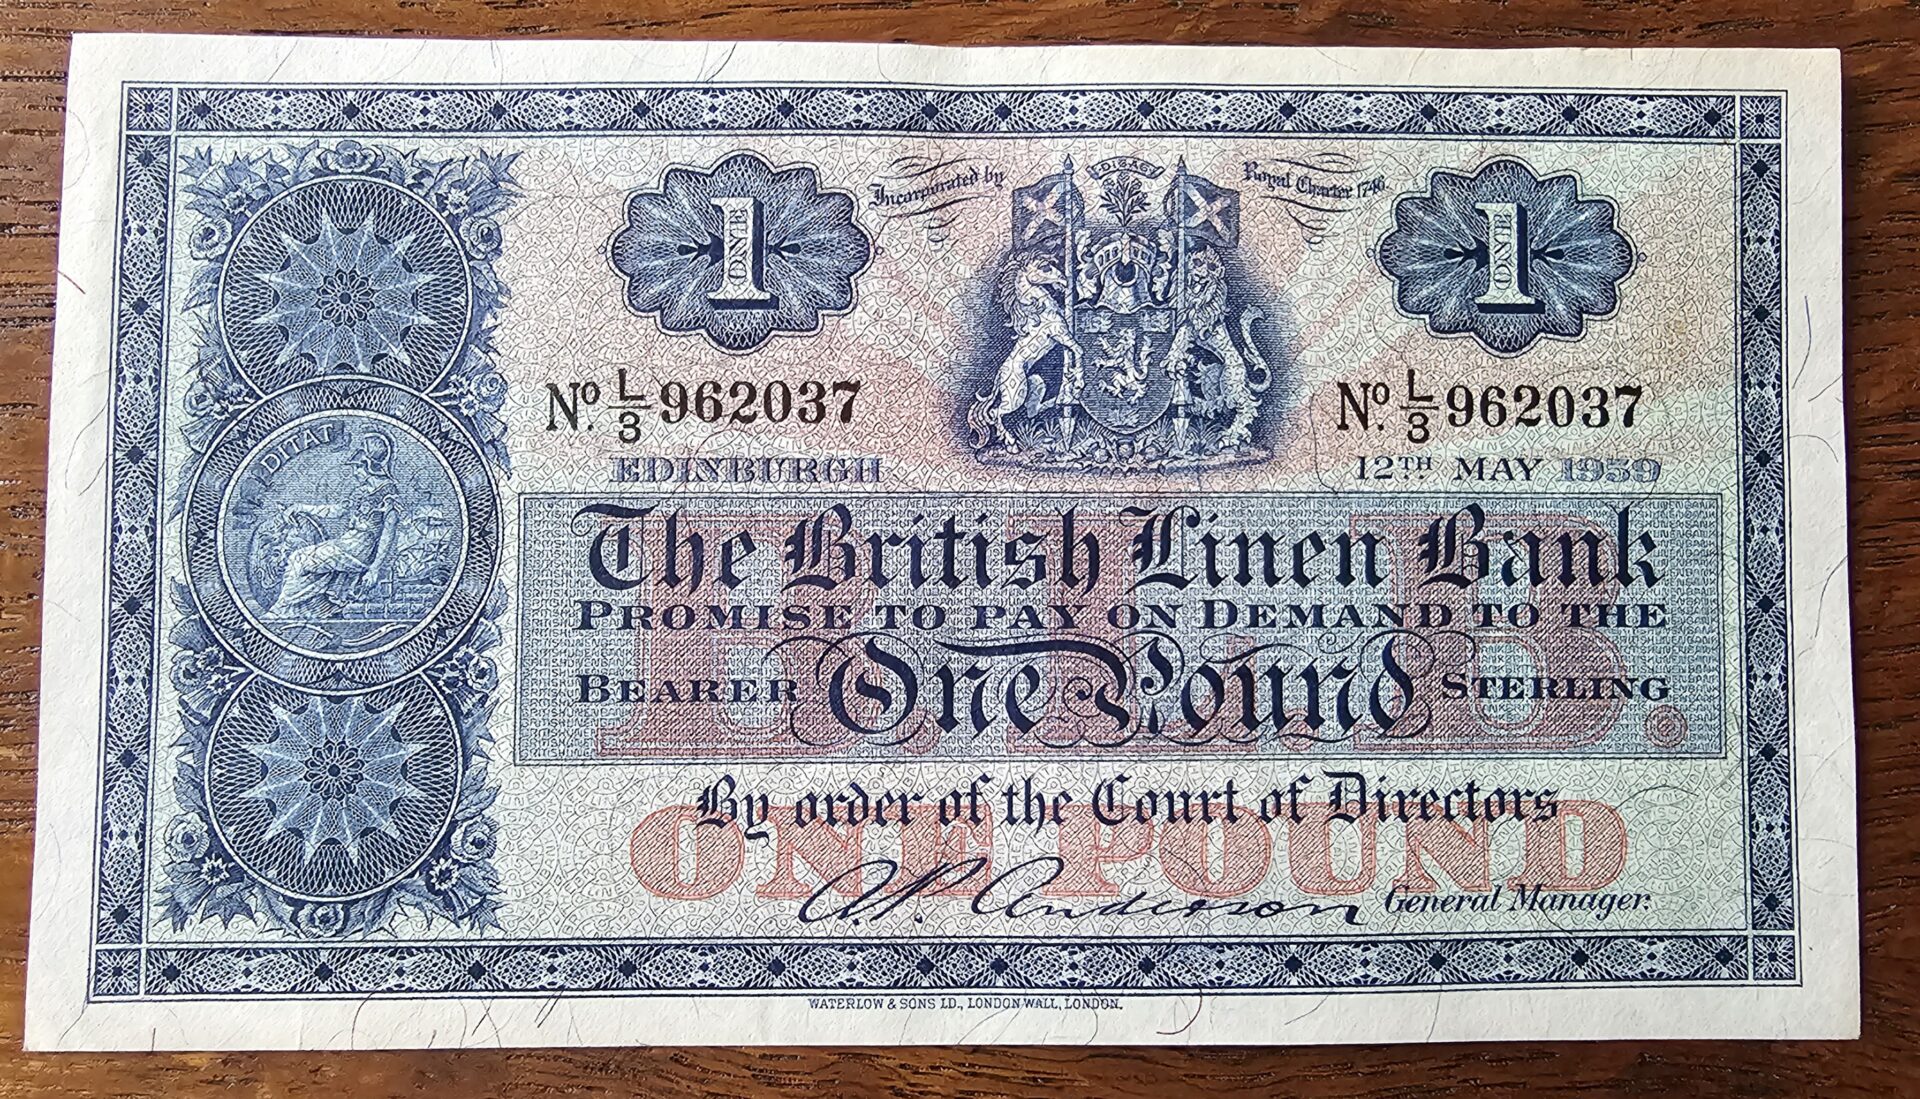 DITAT
1
ONE
Incorporated by
Royal Charter 1746
1
ONE
No. L/3 962037
No. L/3 962037
EDINBURGH
12TH MAY 1959
B.L.B.
The British Linen Bank
PROMISE TO PAY ON DEMAND TO THE
BEARER One Pound STERLING
By order of the Court of Directors
ONE POUND
A.P. Anderson General Manager.
WATERLOW & SONS LD., LONDON WALL, LONDON.